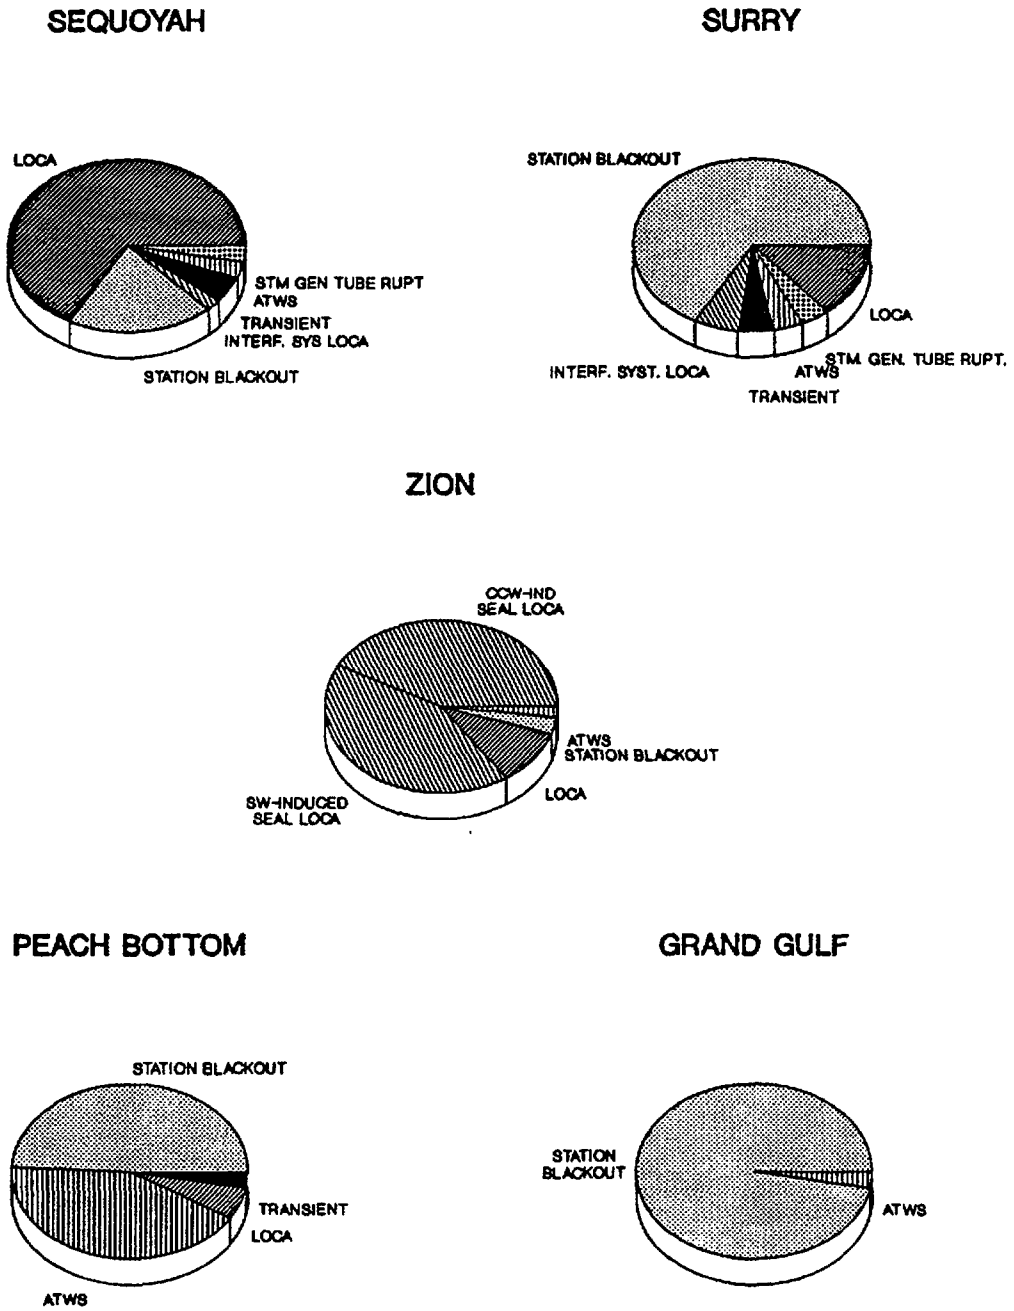 SEQUOYAH
SURRY
LOCA
STM GEN TUBE RUPT
ATWS
TRANSIENT
INTERF. SYS LOCA
STATION BLACKOUT
STATION BLACKOUT
LOCA
STM. GEN. TUBE RUPT.
ATWS
INTERF. SYST. LOCA
TRANSIENT
ZION
CCW-IND
SEAL LOCA
ATWS
STATION BLACKOUT
LOCA
SW-INDUCED
SEAL LOCA
PEACH BOTTOM
GRAND GULF
STATION BLACKOUT
TRANSIENT
LOCA
ATWS
STATION
BLACKOUT
ATWS